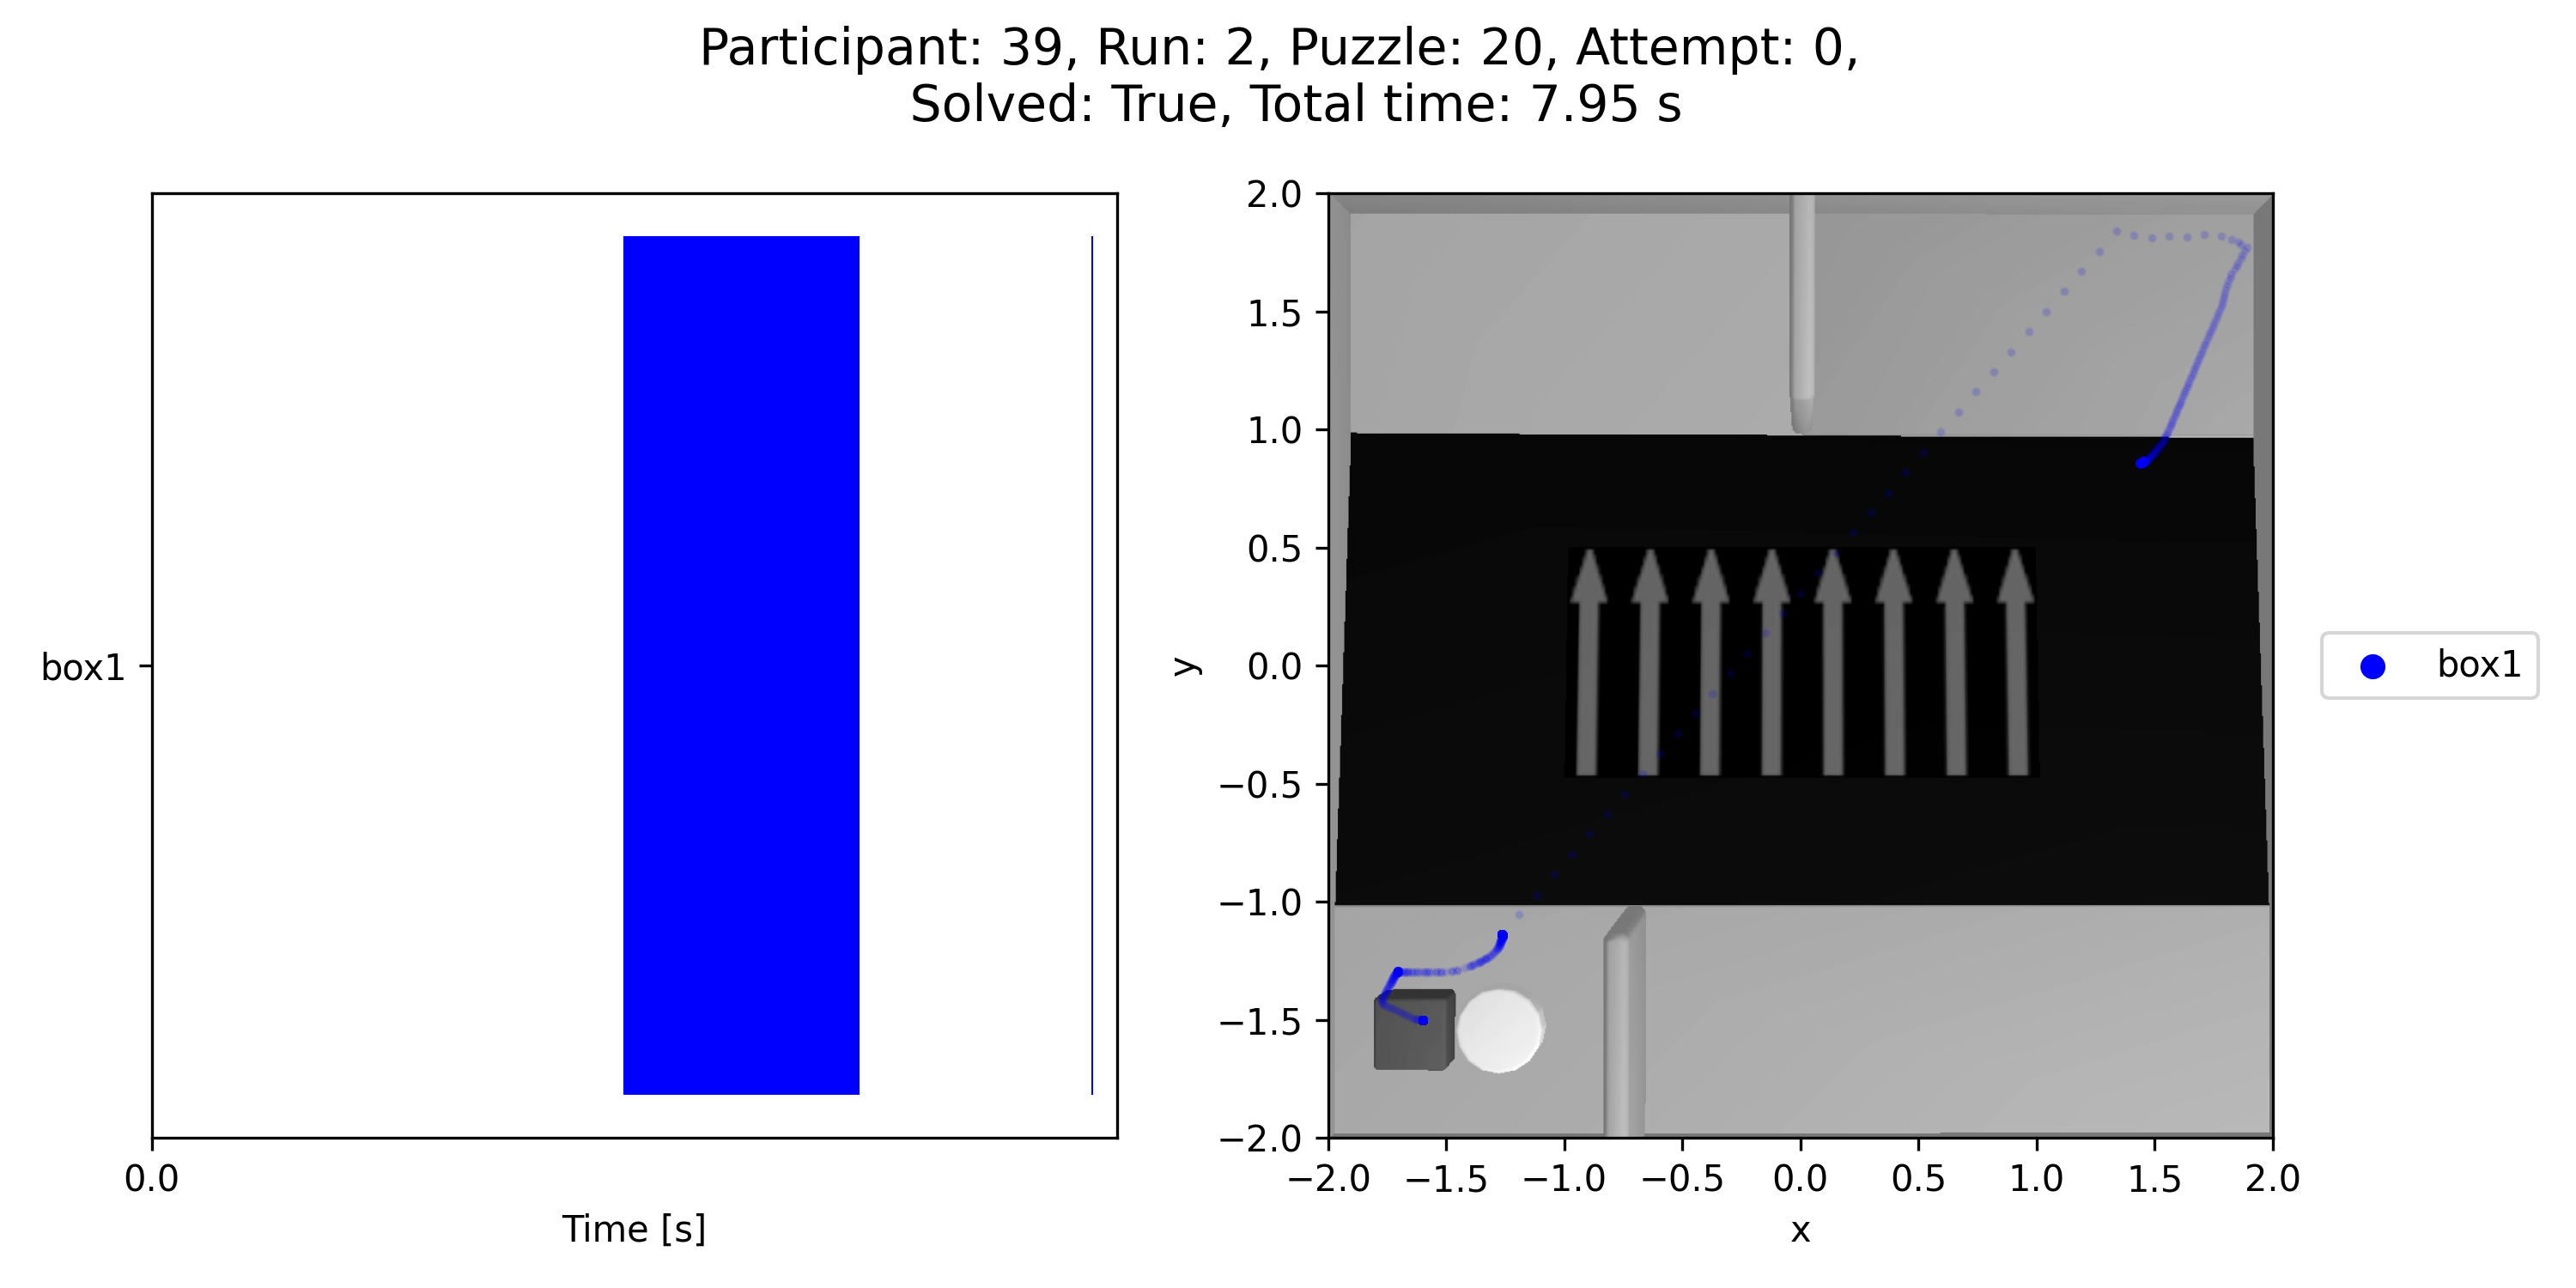 Participant: 39, Run: 2, Puzzle: 20, Attempt: 0,
Solved: True, Total time: 7.95 s
box1
0.0
Time [s]
2.0
1.5
1.0
0.5
0.0
−0.5
−1.0
−1.5
−2.0
y
−2.0 −1.5 −1.0 −0.5 0.0 0.5 1.0 1.5 2.0
x
box1